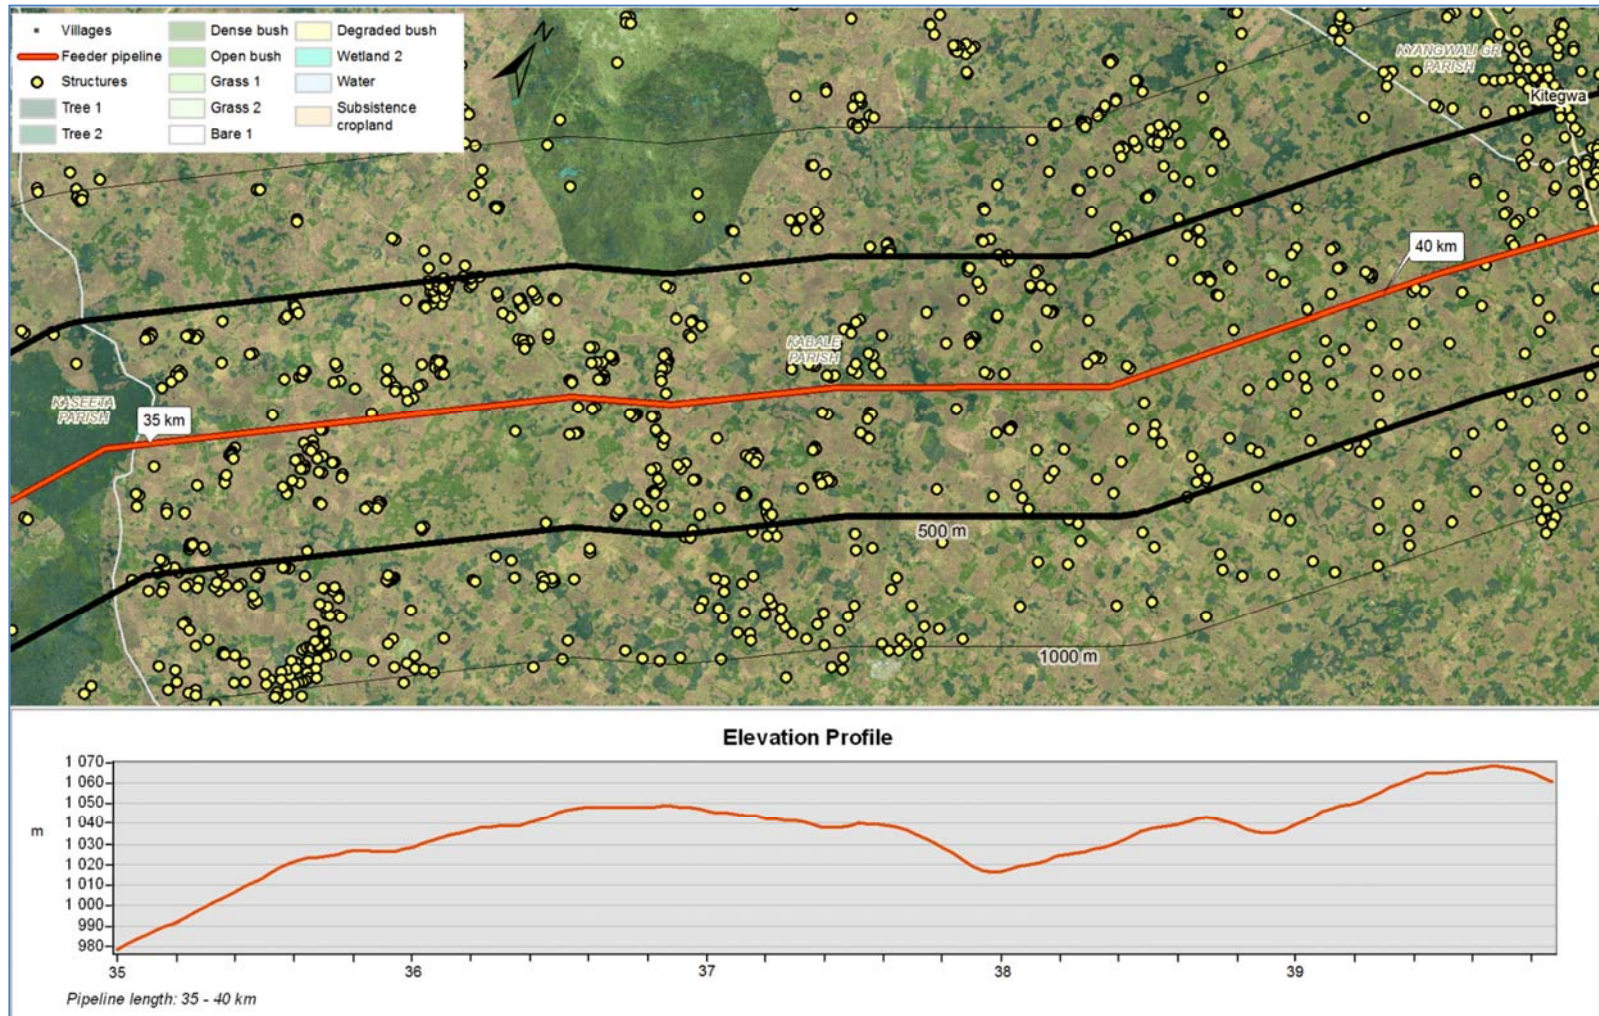 Villages
Feeder pipeline
Structures
Tree 1
Tree 2
Dense bush
Open bush
Grass 1
Grass 2
Bare 1
Degraded bush
Wetland 2
Water
Subsistence
cropland
N
KYANGWALI GR
PARISH
Kitegwa
40 km
KABALE
PARISH
KASEETA
PARISH
35 km
500 m
1000 m
Elevation Profile
1 070
1 060
1 050
1 040
1 030
1 020
1 010
1 000
990
980
m
35 36 37 38 39
Pipeline length: 35 - 40 km